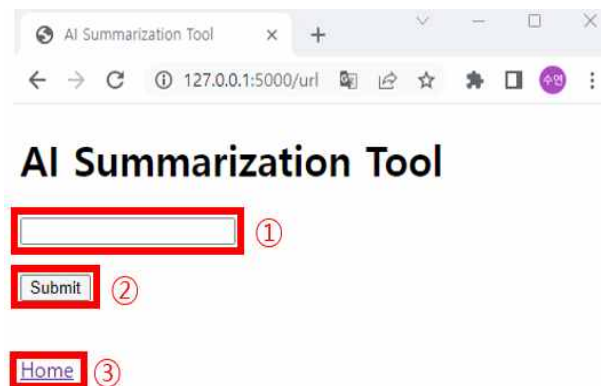 AI Summarization Tool
127.0.0.1:5000/url 수연
AI Summarization Tool
①
Submit ②
Home ③